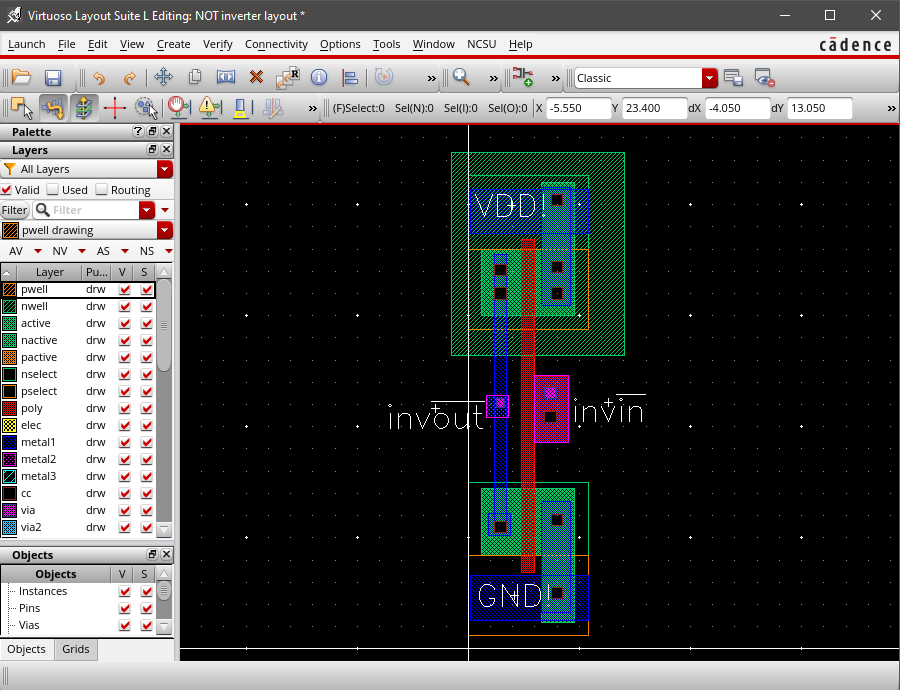 Virtuoso Layout Suite L Editing: NOT inverter layout *
Launch File Edit View Create Verify Connectivity Options Tools Window NCSU Help
cādence
» » » Classic
» (F)Select:0 Sel(N):0 Sel(I):0 Sel(O):0 X -5.550 Y 23.400 dX -4.050 dY 13.050 »
Palette
Layers
All Layers
Valid Used Routing
Filter Filter
pwell drawing
AV NV AS NS
Layer Pu... V S
pwell drw
nwell drw
active drw
nactive drw
pactive drw
nselect drw
pselect drw
poly drw
elec drw
metal1 drw
metal2 drw
metal3 drw
cc drw
via drw
via2 drw
Objects
Objects V S
Instances
Pins
Vias
Objects Grids
VDD!
invout invin
GND!